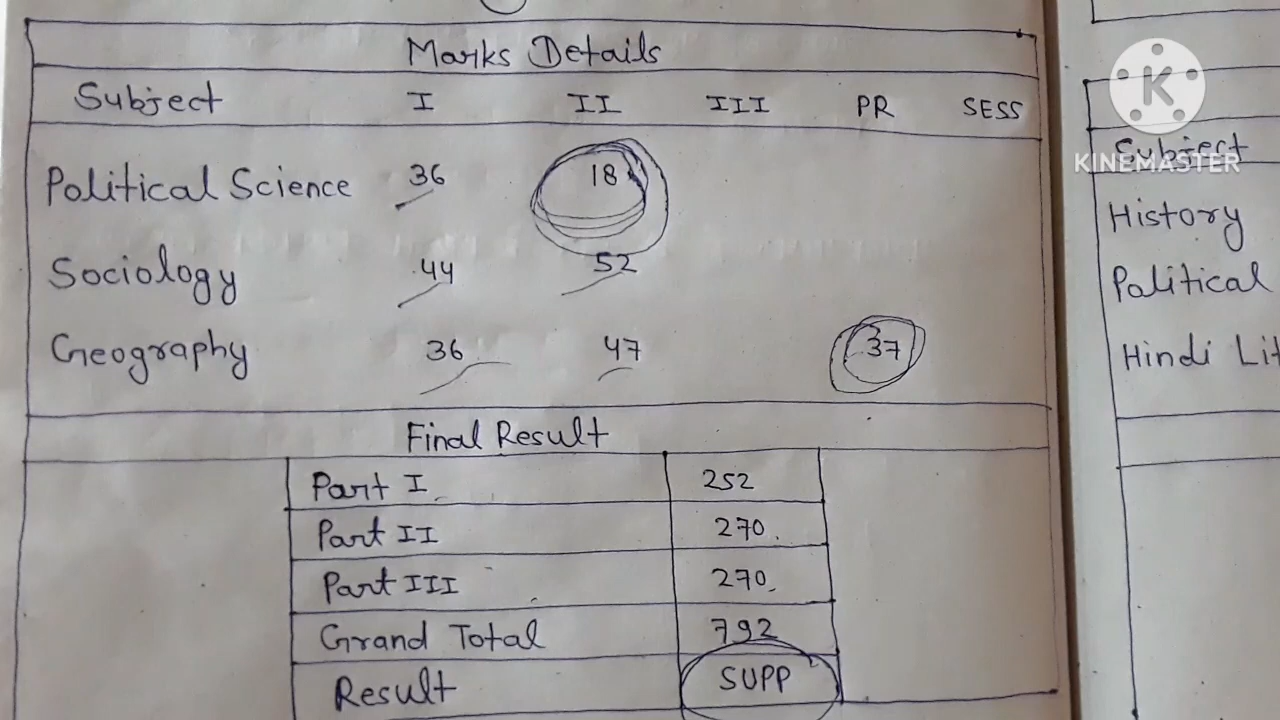 Marks Details
Subject I II III PR SESS
Political Science 36 18
Sociology 44 52
Geography 36 47 37
Final Result
Part I 252
Part II 270
Part III 270
Grand Total 792
Result SUPP
K
KINEMASTER
Subject
History
Political
Hindi Lit